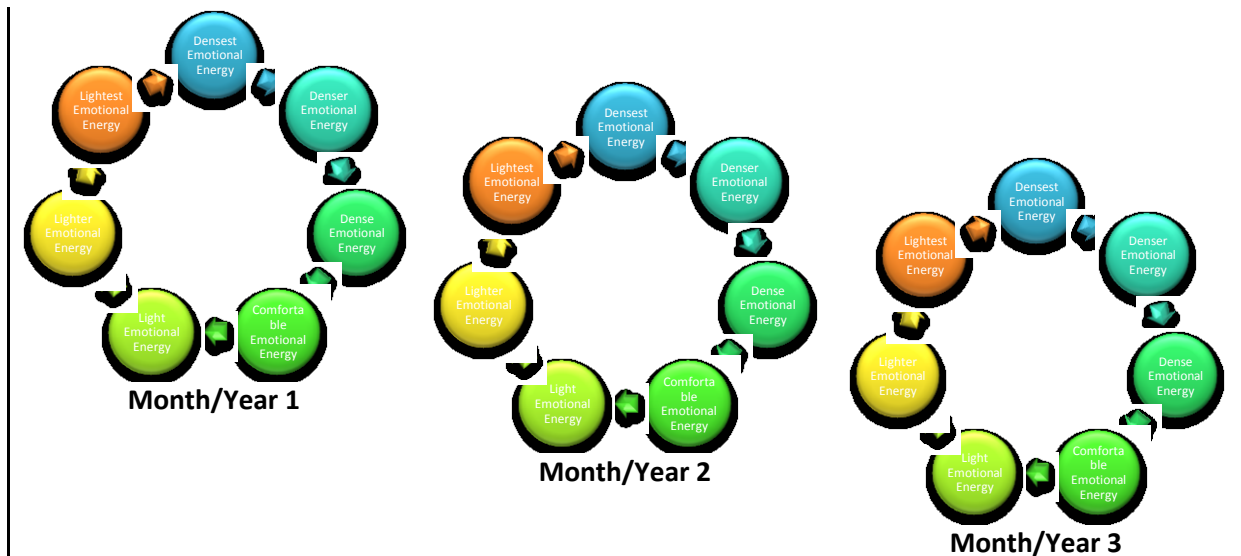 Densest
Emotional
Energy
Denser
Emotional
Energy
Dense
Emotional
Energy
Comforta
ble
Emotional
Energy
Light
Emotional
Energy
Lighter
Emotional
Energy
Lightest
Emotional
Energy
Month/Year 1
Densest
Emotional
Energy
Denser
Emotional
Energy
Dense
Emotional
Energy
Comforta
ble
Emotional
Energy
Light
Emotional
Energy
Lighter
Emotional
Energy
Lightest
Emotional
Energy
Month/Year 2
Densest
Emotional
Energy
Denser
Emotional
Energy
Dense
Emotional
Energy
Comforta
ble
Emotional
Energy
Light
Emotional
Energy
Lighter
Emotional
Energy
Lightest
Emotional
Energy
Month/Year 3